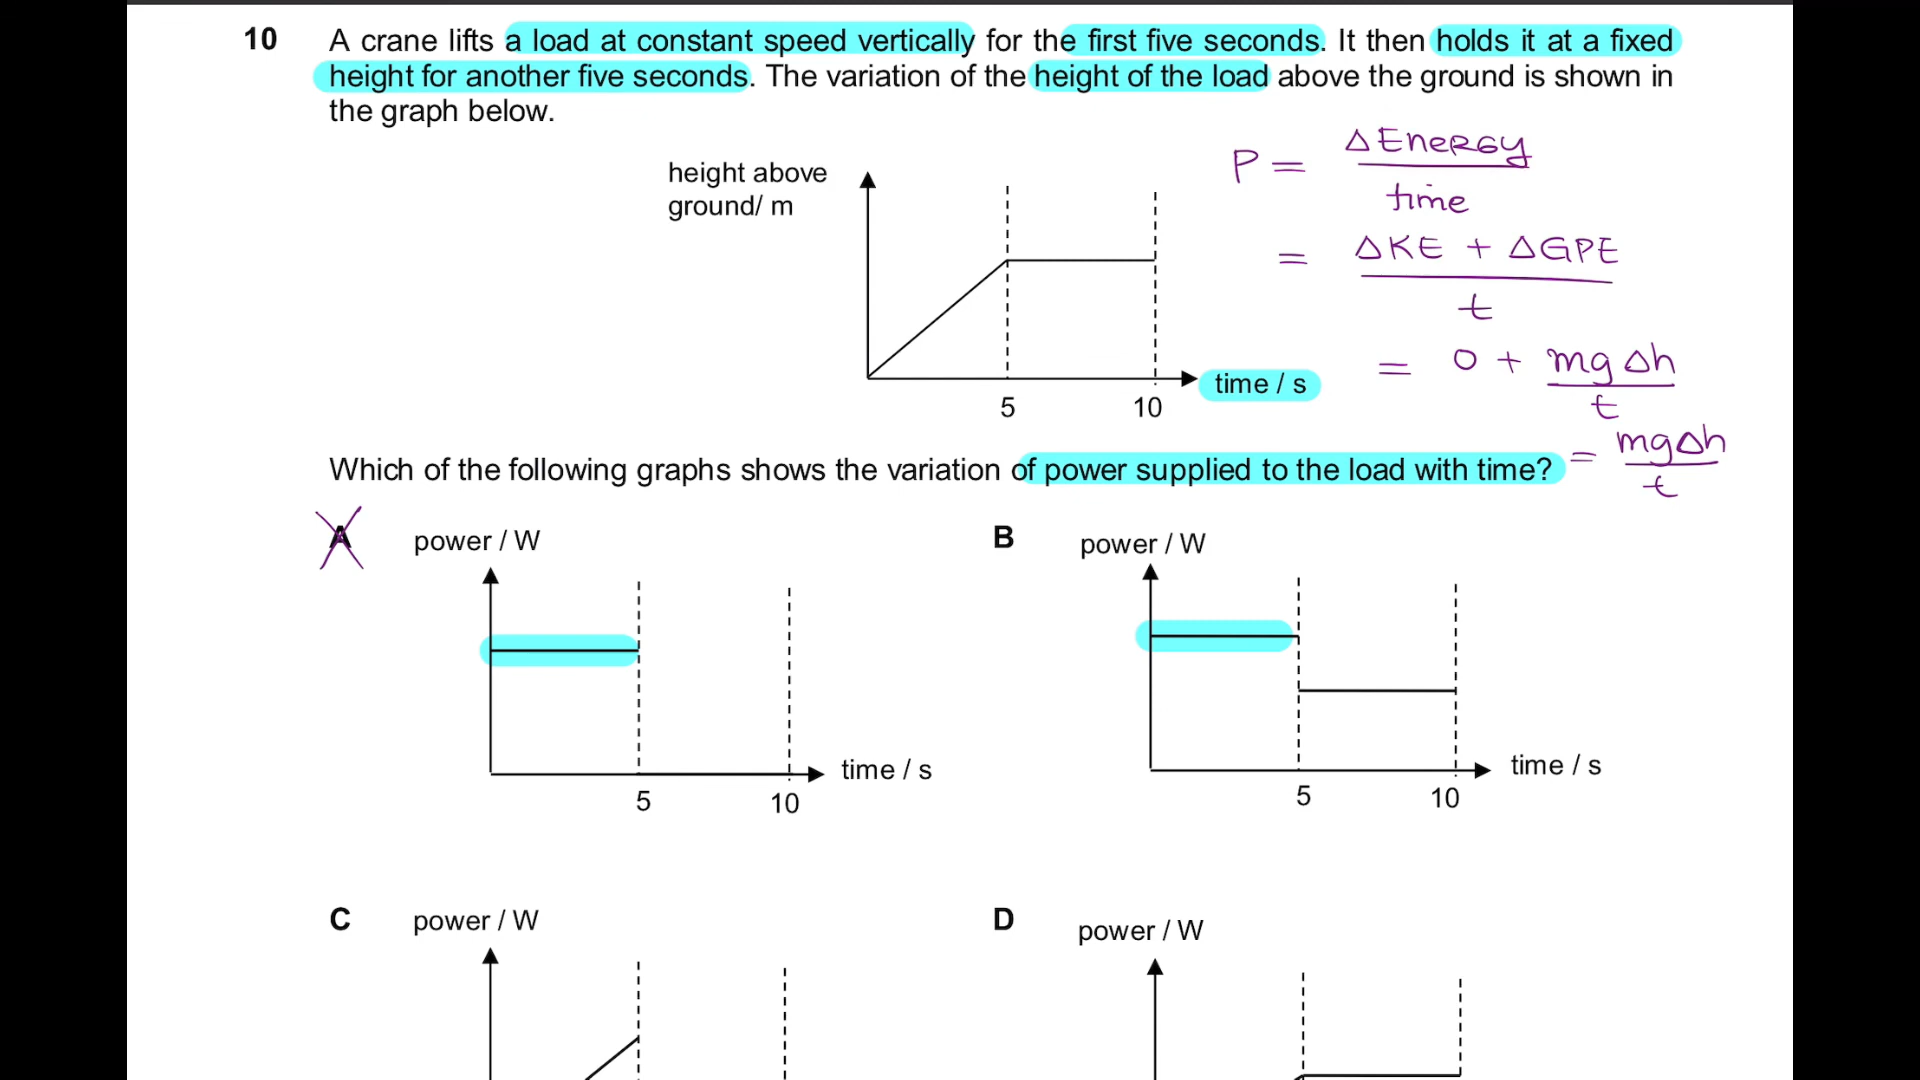 10 A crane lifts a load at constant speed vertically for the first five seconds. It then holds it at a fixed
height for another five seconds. The variation of the height of the load above the ground is shown in
the graph below.
height above
ground/ m
5 10
time / s
P = ΔEneRGy
time
= ΔKE + ΔGPE
t
= 0 + mgΔh
t
= mgΔh
t
Which of the following graphs shows the variation of power supplied to the load with time?
A power / W
5 10
time / s
B power / W
5 10
time / s
C power / W
D power / W